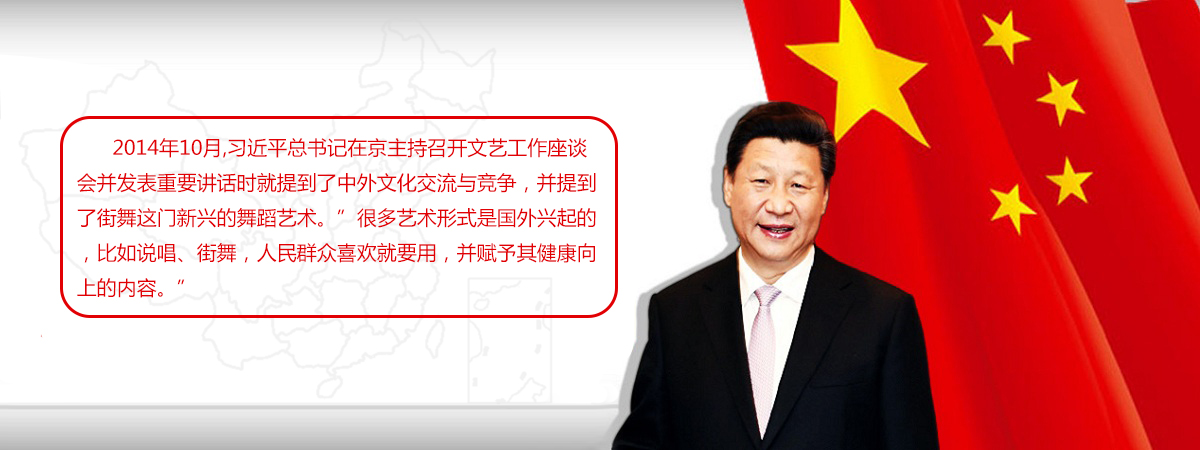 2014年10月,习近平总书记在京主持召开文艺工作座谈
会并发表重要讲话时就提到了中外文化交流与竞争，并提到
了街舞这门新兴的舞蹈艺术。”很多艺术形式是国外兴起的
，比如说唱、街舞，人民群众喜欢就要用，并赋予其健康向
上的内容。”